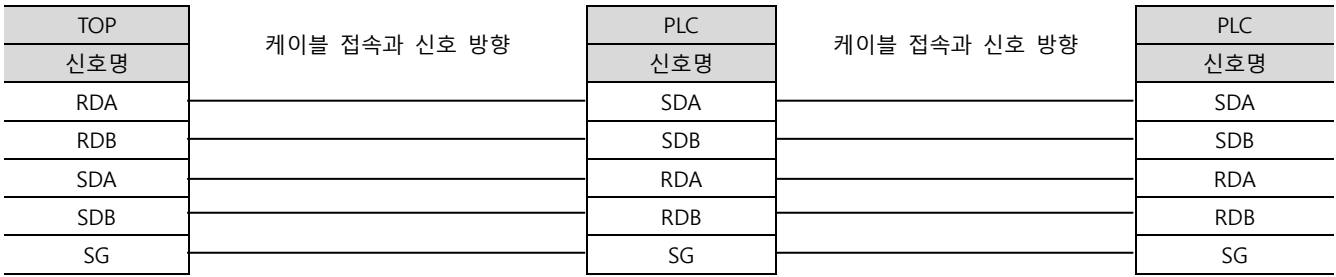 TOP 케이블 접속과 신호 방향 PLC 케이블 접속과 신호 방향 PLC
신호명 신호명 신호명
RDA SDA SDA
RDB SDB SDB
SDA RDA RDA
SDB RDB RDB
SG SG SG